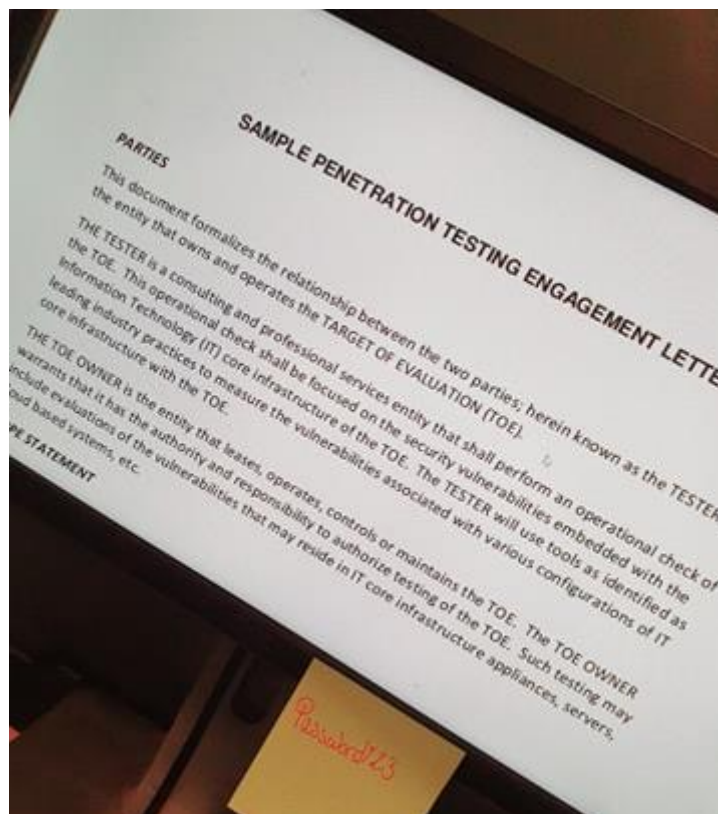 SAMPLE PENETRATION TESTING ENGAGEMENT LETTE
PARTIES
This document formalizes the relationship between the two parties; herein known as the TESTER
the entity that owns and operates the TARGET OF EVALUATION (TOE).
THE TESTER is a consulting and professional services entity that shall perform an operational check of
the TOE. This operational check shall be focused on the security vulnerabilities embedded with the
Information Technology (IT) core infrastructure of the TOE. The TESTER will use tools as identified as
leading industry practices to measure the vulnerabilities associated with various configurations of IT
core infrastructure with the TOE.
THE TOE OWNER is the entity that leases, operates, controls or maintains the TOE. The TOE OWNER
warrants that it has the authority and responsibility to authorize testing of the TOE. Such testing may
include evaluations of the vulnerabilities that may reside in IT core infrastructure appliances, servers,
loud based systems, etc.
PE STATEMENT
Password123